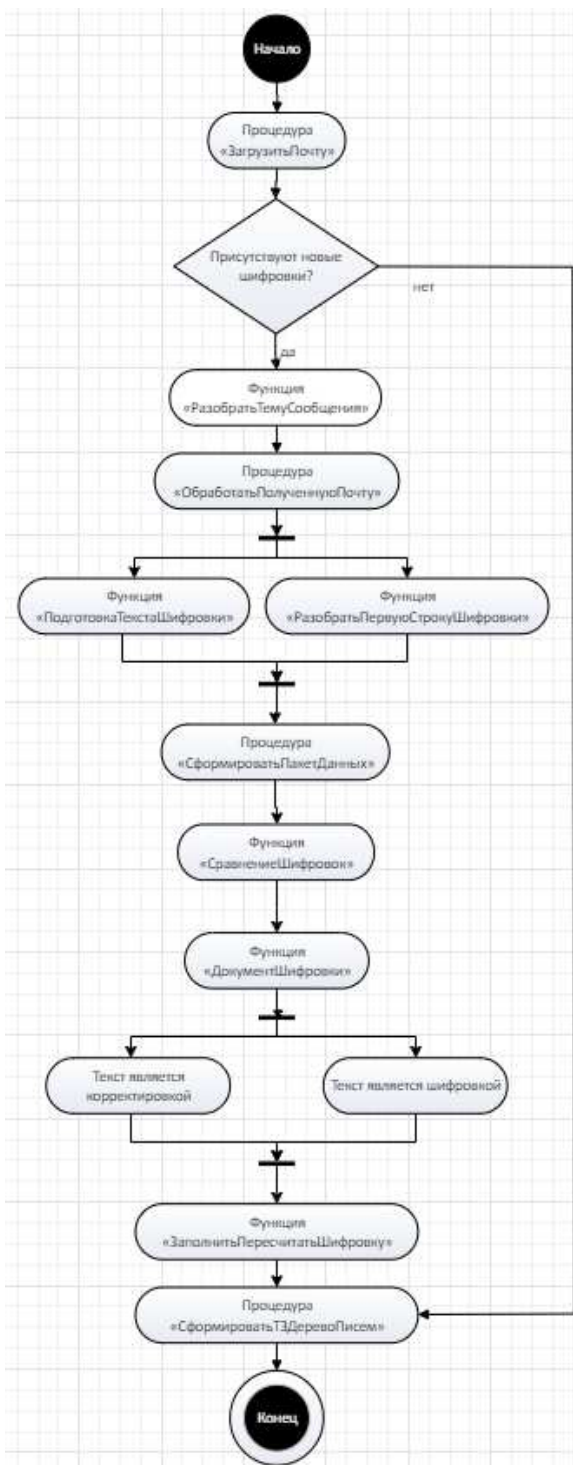 Начало
Процедура
«ЗагрузитьПочту»
Присутствуют новые
шифровки?
нет
да
Функция
«РазобратьТемуСообщения»
Процедура
«ОбработатьПолученнуюПочту»
Функция
«ПодготовкаТекстаШифровки»
Функция
«РазобратьПервуюСтрокуШифровки»
Процедура
«СформироватьПакетДанных»
Функция
«СравнениеШифровок»
Функция
«ДокументШифровки»
Текст является
корректировкой
Текст является шифровкой
Функция
«ЗаполнитьПересчитатьШифровку»
Процедура
«СформироватьТЗДеревоПисем»
Конец